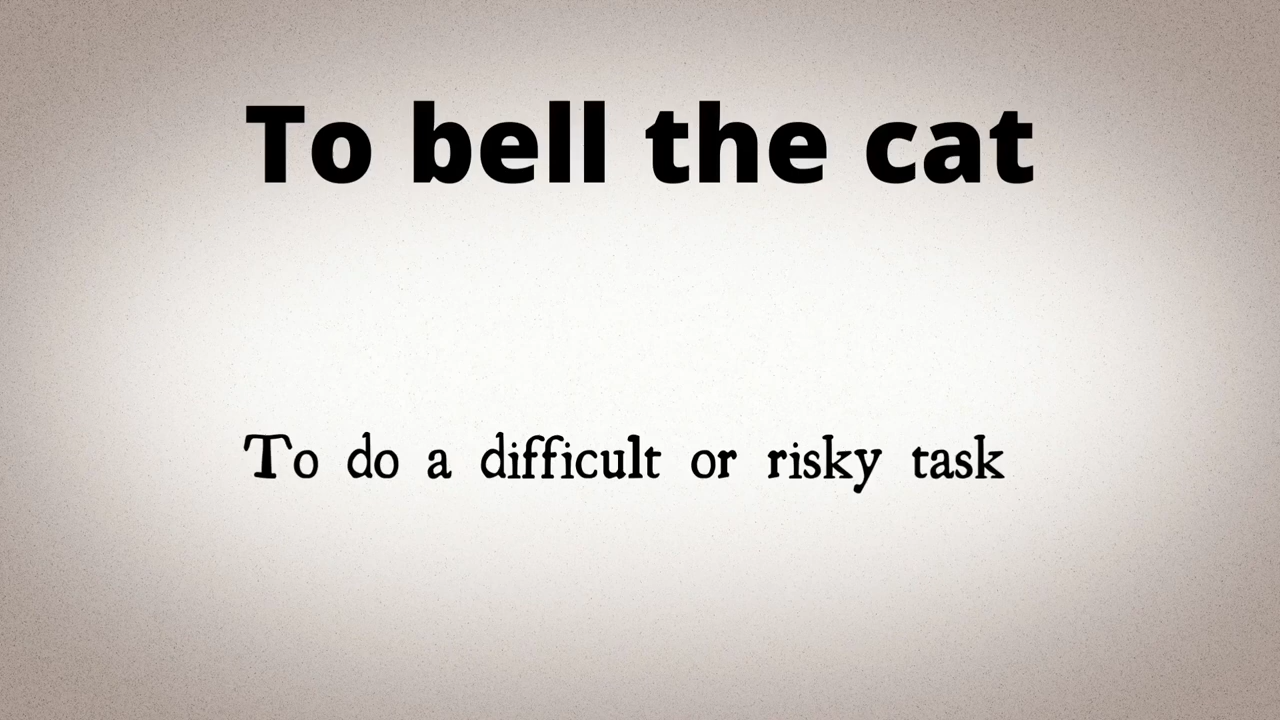 To bell the cat
To do a difficult or risky task